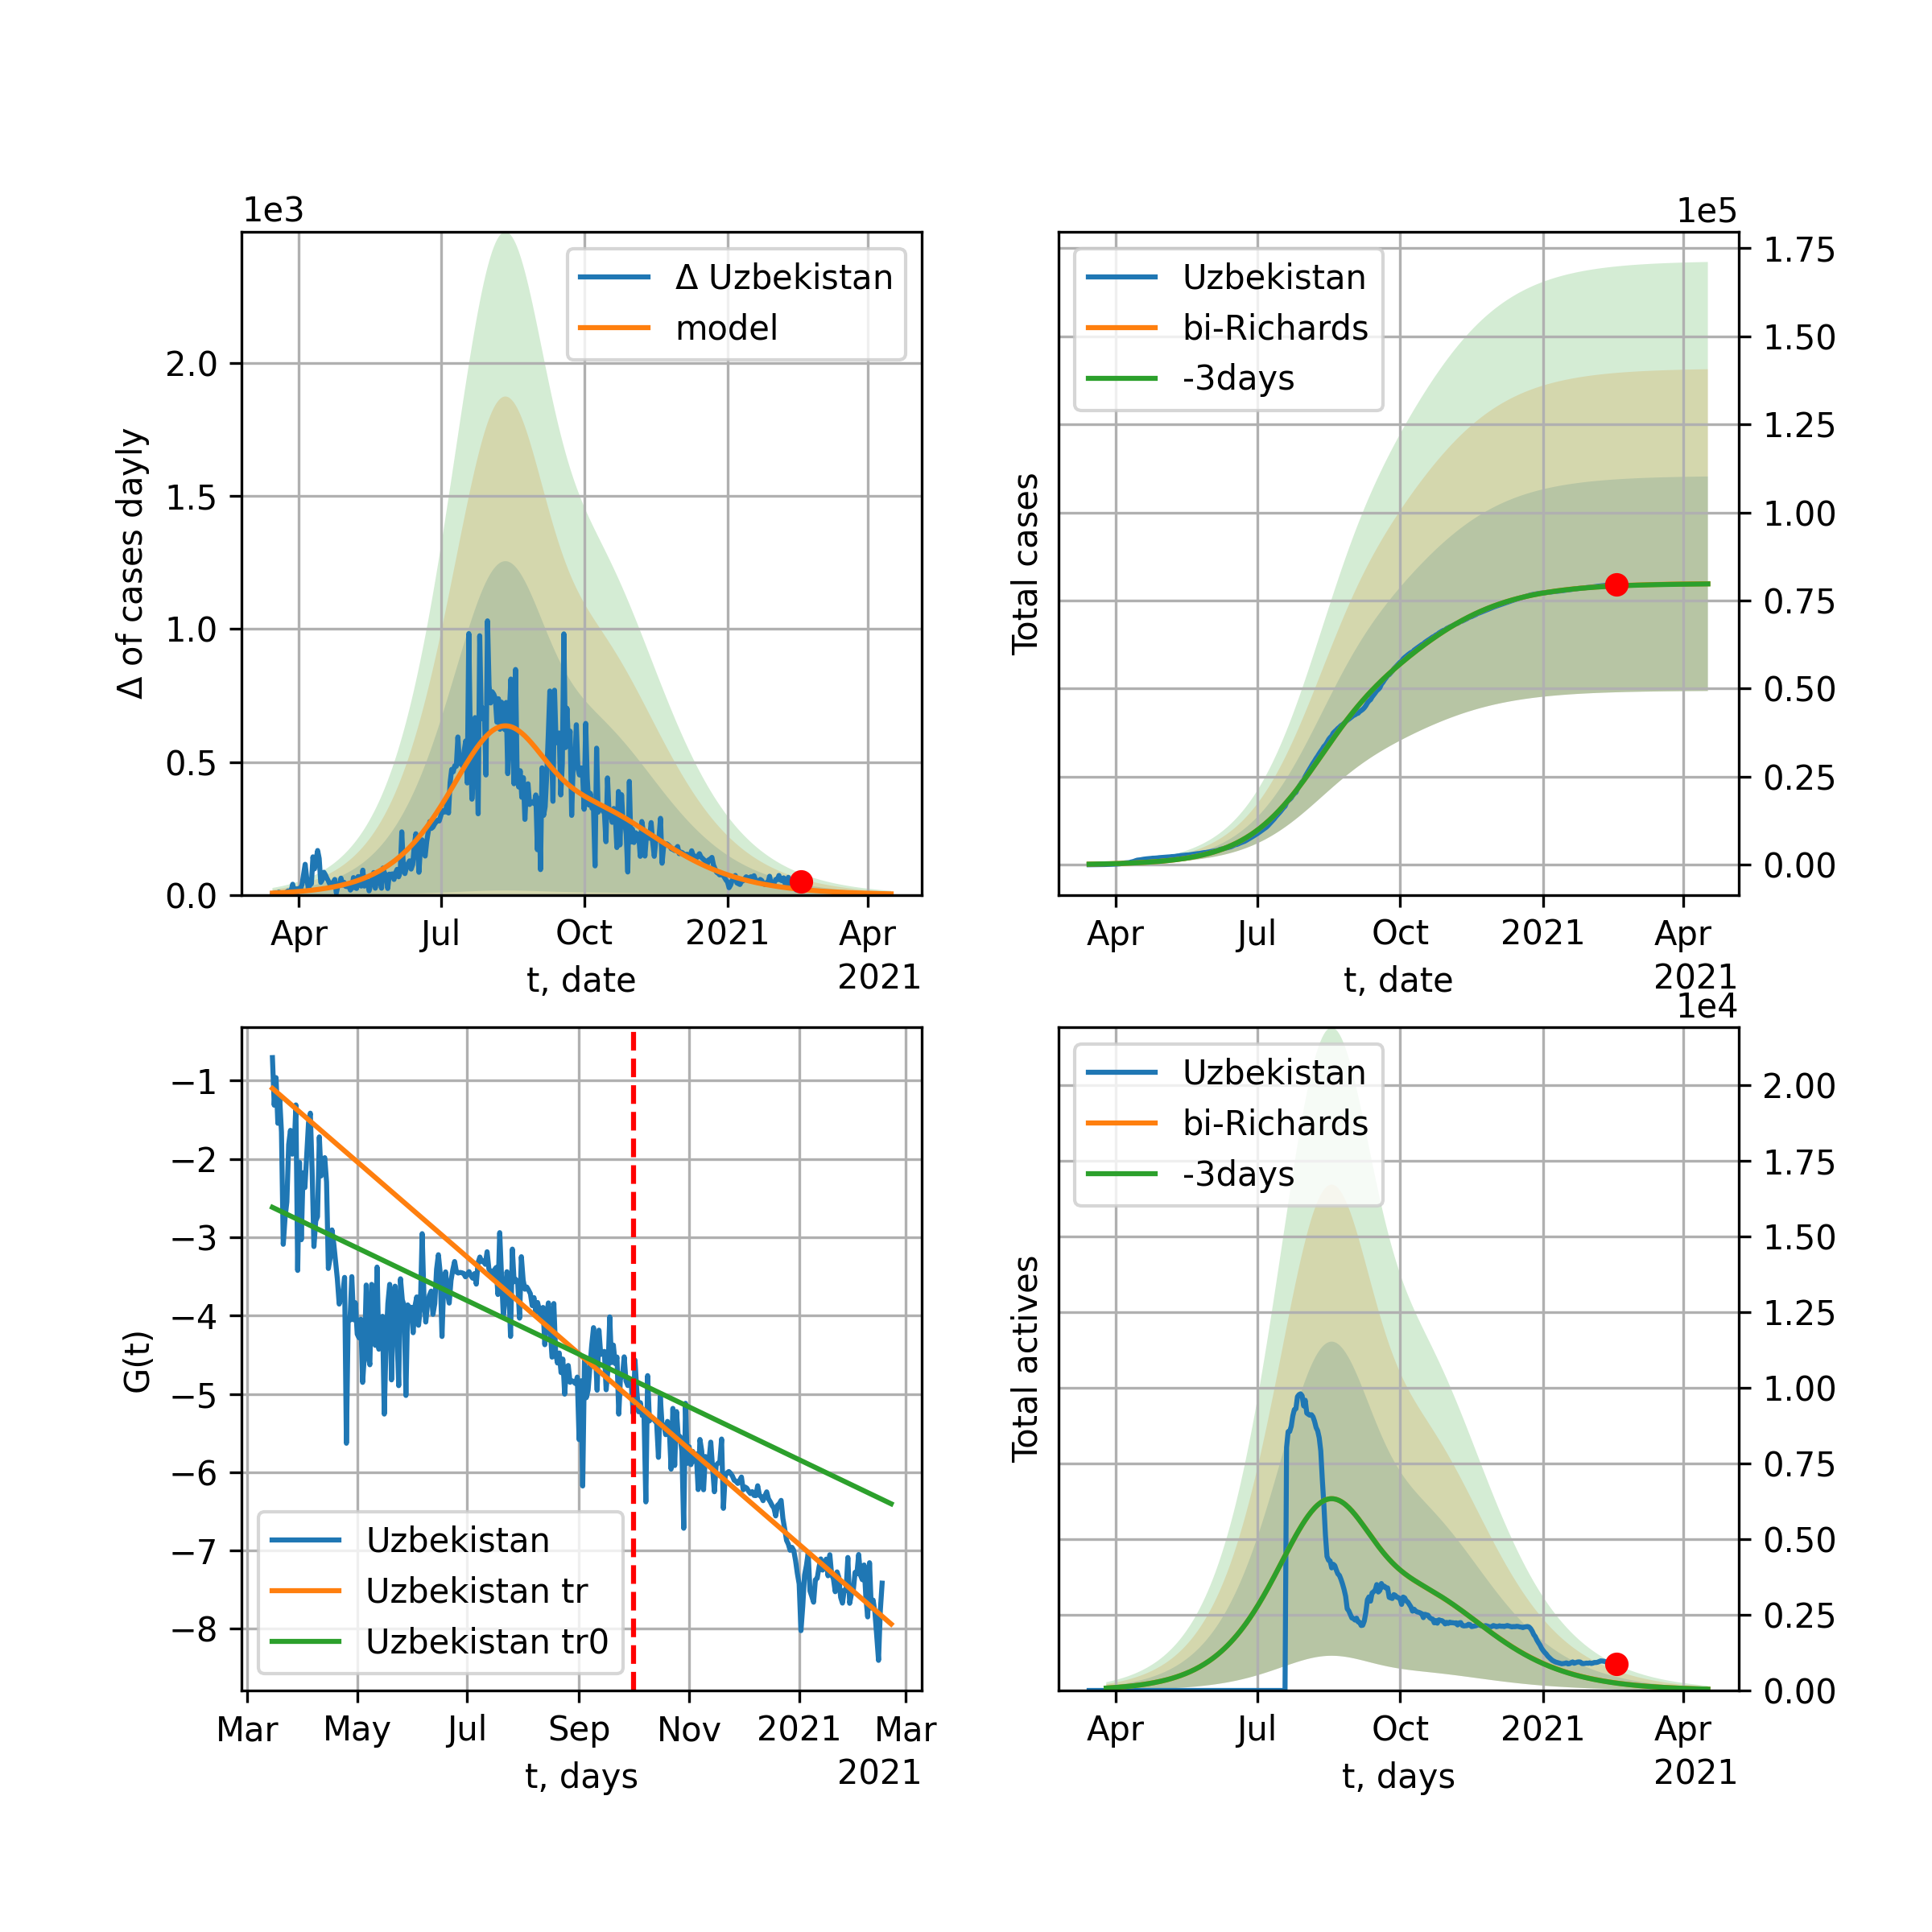 1e3
Δ of cases dayly
2.0
1.5
1.0
0.5
0.0
Δ Uzbekistan
model
Apr
Jul
Oct
2021
Apr
2021
t, date
1e5
Total cases
Uzbekistan
bi-Richards
-3days
1.75
1.50
1.25
1.00
0.75
0.50
0.25
0.00
Apr
Jul
Oct
2021
Apr
2021
t, date
G(t)
−1
−2
−3
−4
−5
−6
−7
−8
Uzbekistan
Uzbekistan tr
Uzbekistan tr0
Mar
May
Jul
Sep
Nov
2021
Mar
2021
t, days
1e4
Total actives
Uzbekistan
bi-Richards
-3days
2.00
1.75
1.50
1.25
1.00
0.75
0.50
0.25
0.00
Apr
Jul
Oct
2021
Apr
2021
t, days